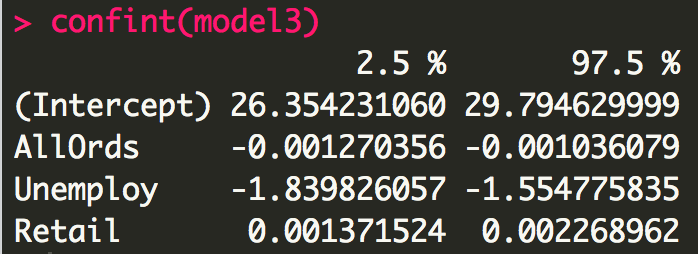 > confint(model3)
2.5 % 97.5 %
(Intercept) 26.354231060 29.794629999
AllOrds -0.001270356 -0.001036079
Unemploy -1.839826057 -1.554775835
Retail 0.001371524 0.002268962